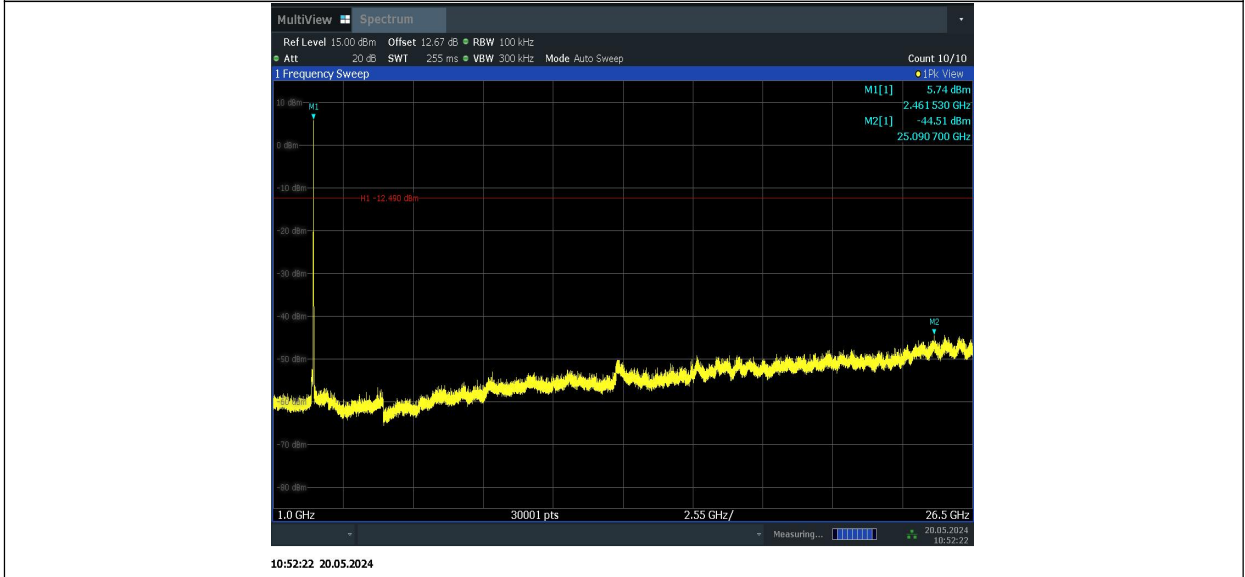 MultiView Spectrum
Ref Level 15.00 dBm Offset 12.67 dB RBW 100 kHz
Att 20 dB SWT 255 ms VBW 300 kHz Mode Auto Sweep Count 10/10
1 Frequency Sweep 1Pk View
M1[1] 5.74 dBm
2.461530 GHz
M2[1] -44.51 dBm
25.090700 GHz
10 dBm
M1
0 dBm
-10 dBm
H1 -12.490 dBm
-20 dBm
-30 dBm
-40 dBm
M2
-50 dBm
-60 dBm
-70 dBm
-80 dBm
1.0 GHz 30001 pts 2.55 GHz/ 26.5 GHz
Measuring... 20.05.2024
10:52:22
10:52:22 20.05.2024